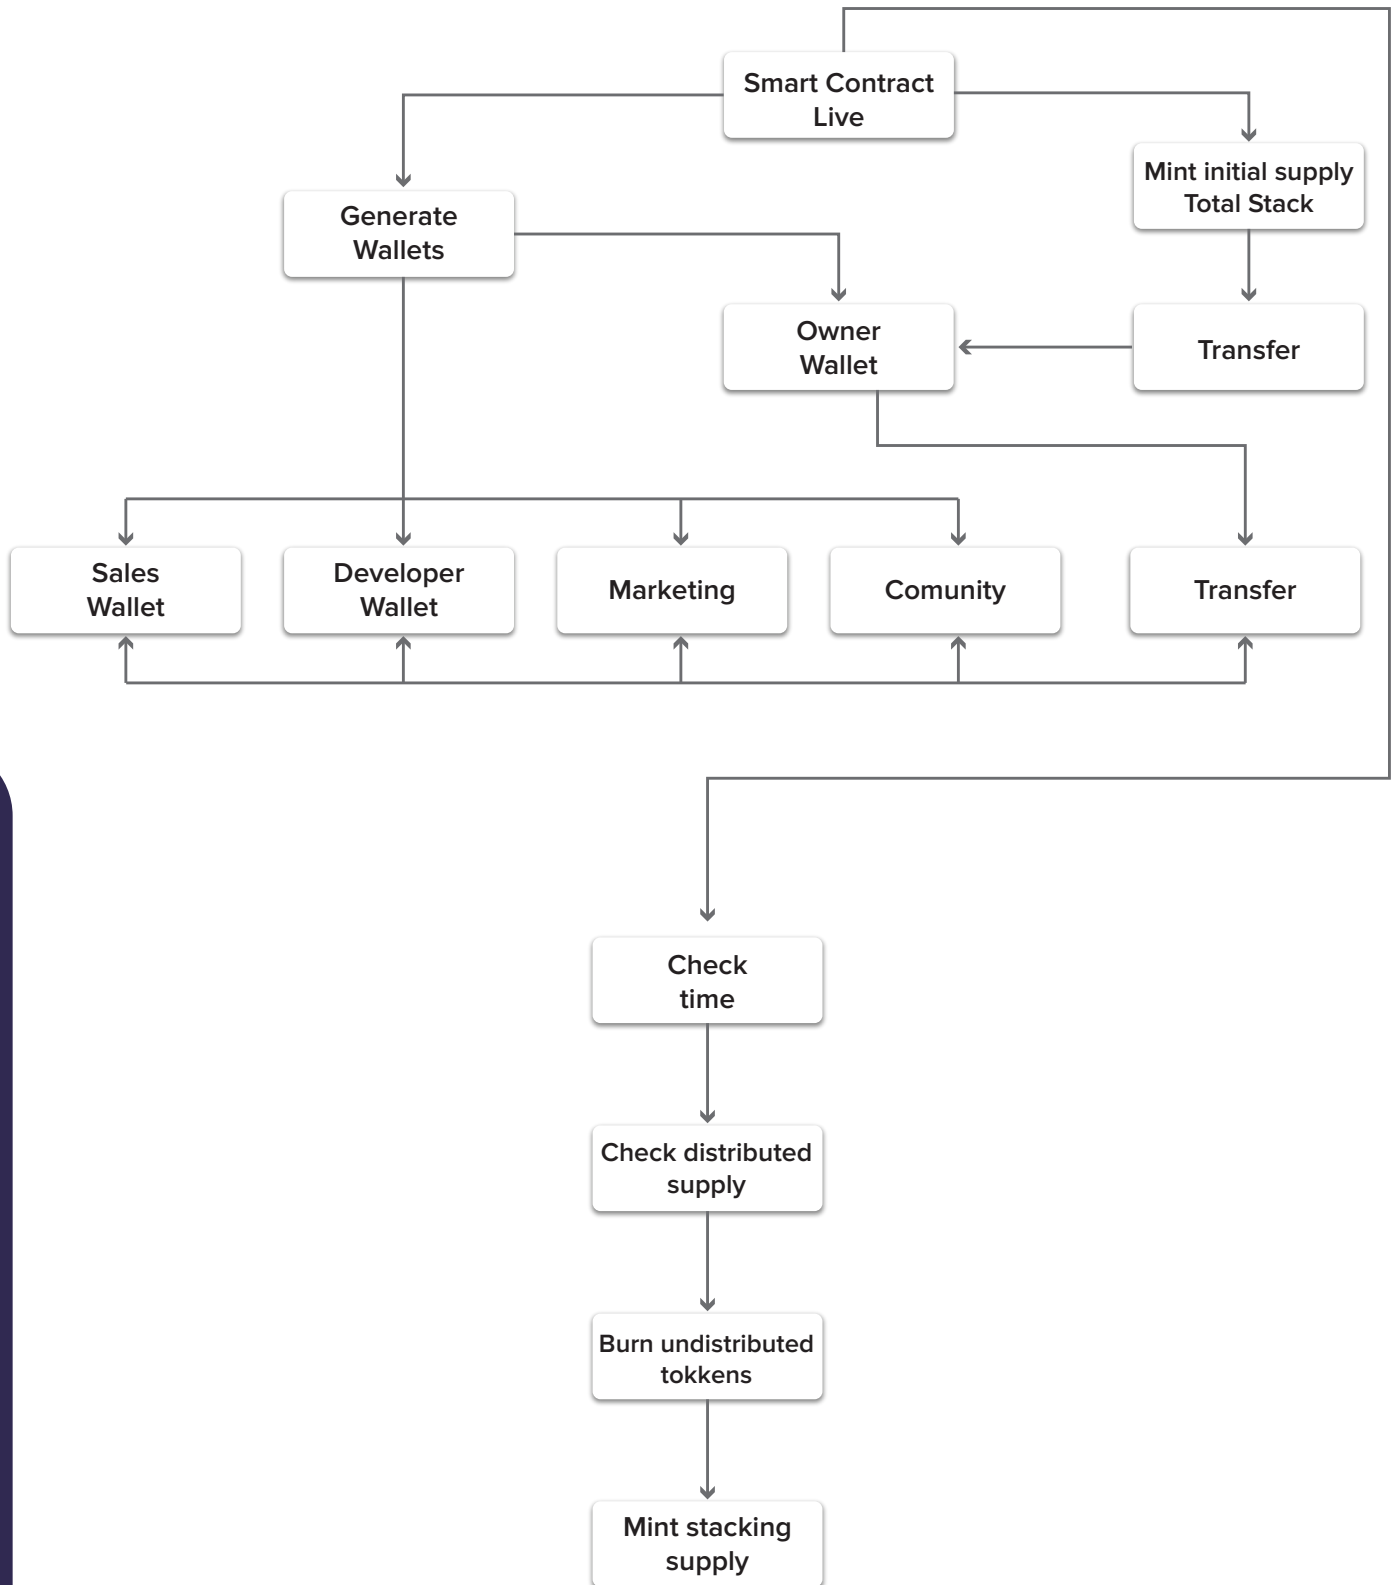 Smart Contract
Live
Mint initial supply
Total Stack
Generate
Wallets
Owner
Wallet
Transfer
Sales
Wallet
Developer
Wallet
Marketing
Comunity
Transfer
Check
time
Check distributed
supply
Burn undistributed
tokkens
Mint stacking
supply